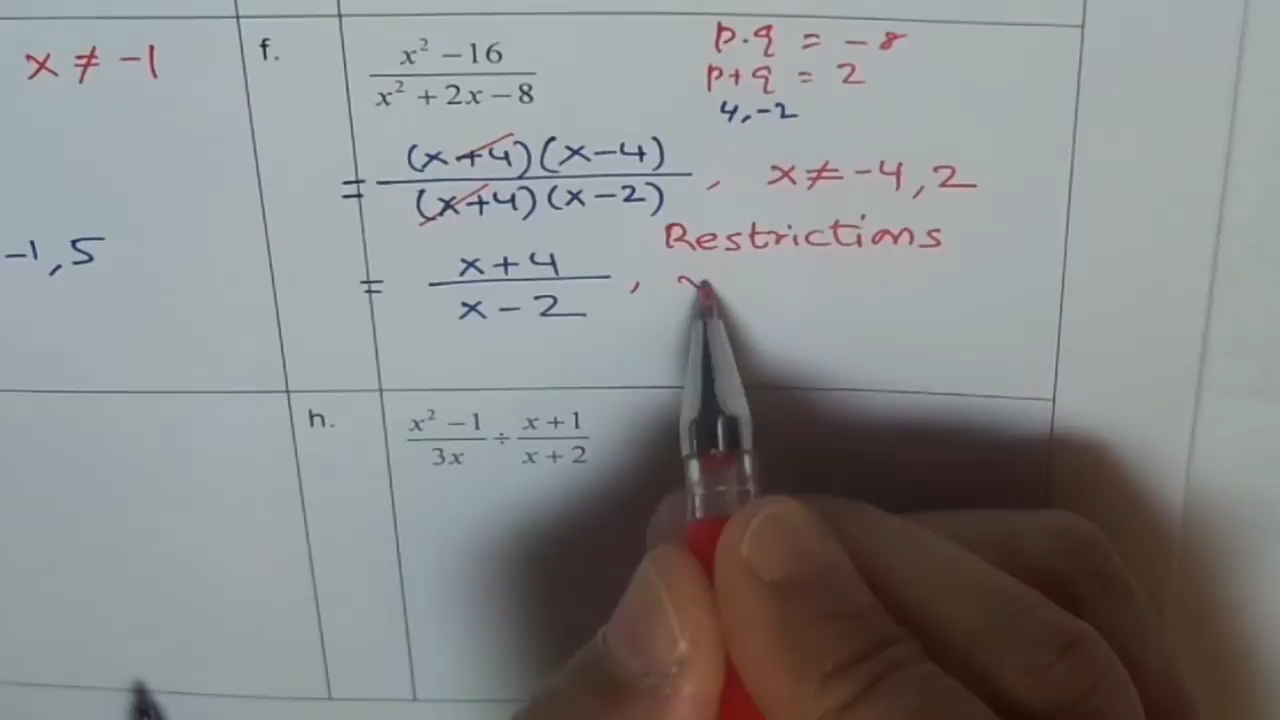 x ≠ -1
-1, 5
f.
x² - 16
x² + 2x - 8
p.q = -8
p+q = 2
4, -2
= (x+4)(x-4)
(x+4)(x-2) , x ≠ -4, 2
Restrictions
= x+4
x-2 ,
h.
x² - 1 ÷ x + 1
3x x + 2